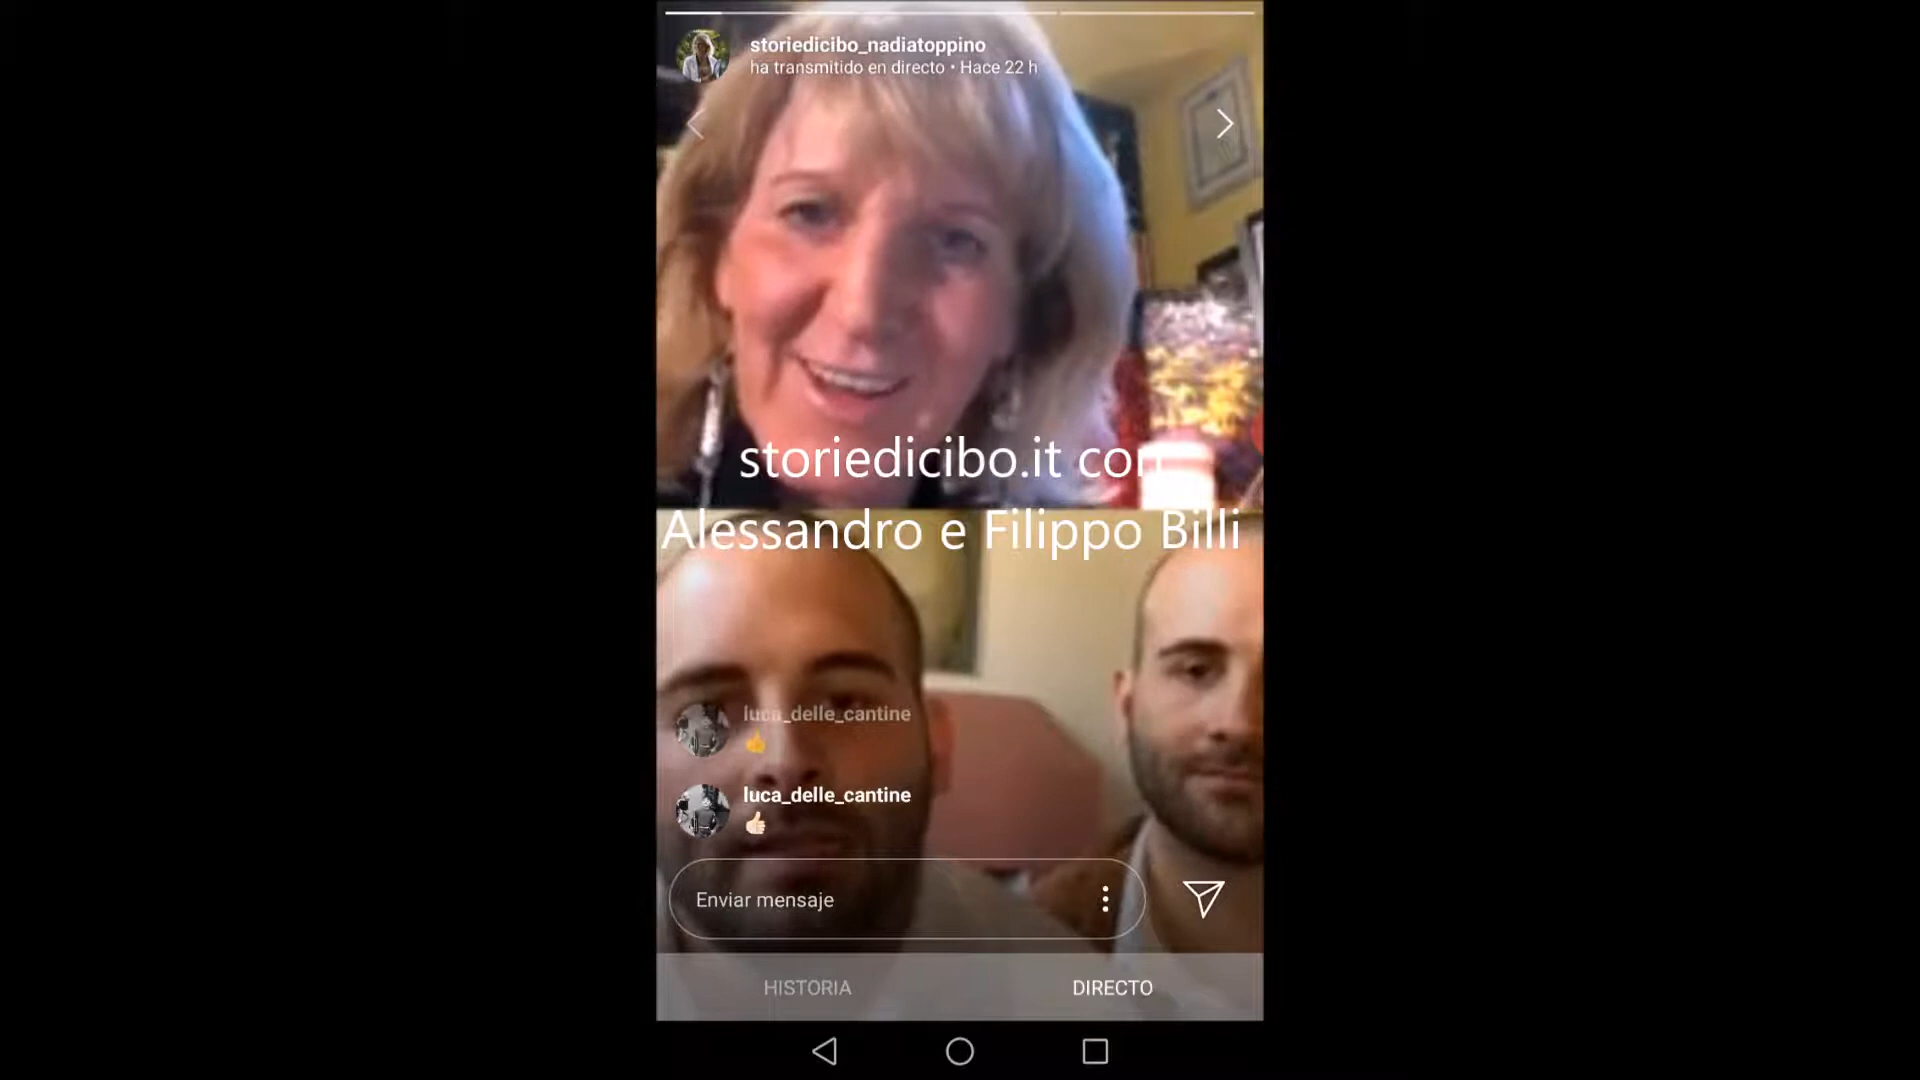 storiedicibo_nadiatoppino
ha transmitido en directo • Hace 22 h
storiedicibo.it con
Alessandro e Filippo Billi
luca_delle_cantine
👍
luca_delle_cantine
👍🏻
Enviar mensaje
HISTORIA
DIRECTO